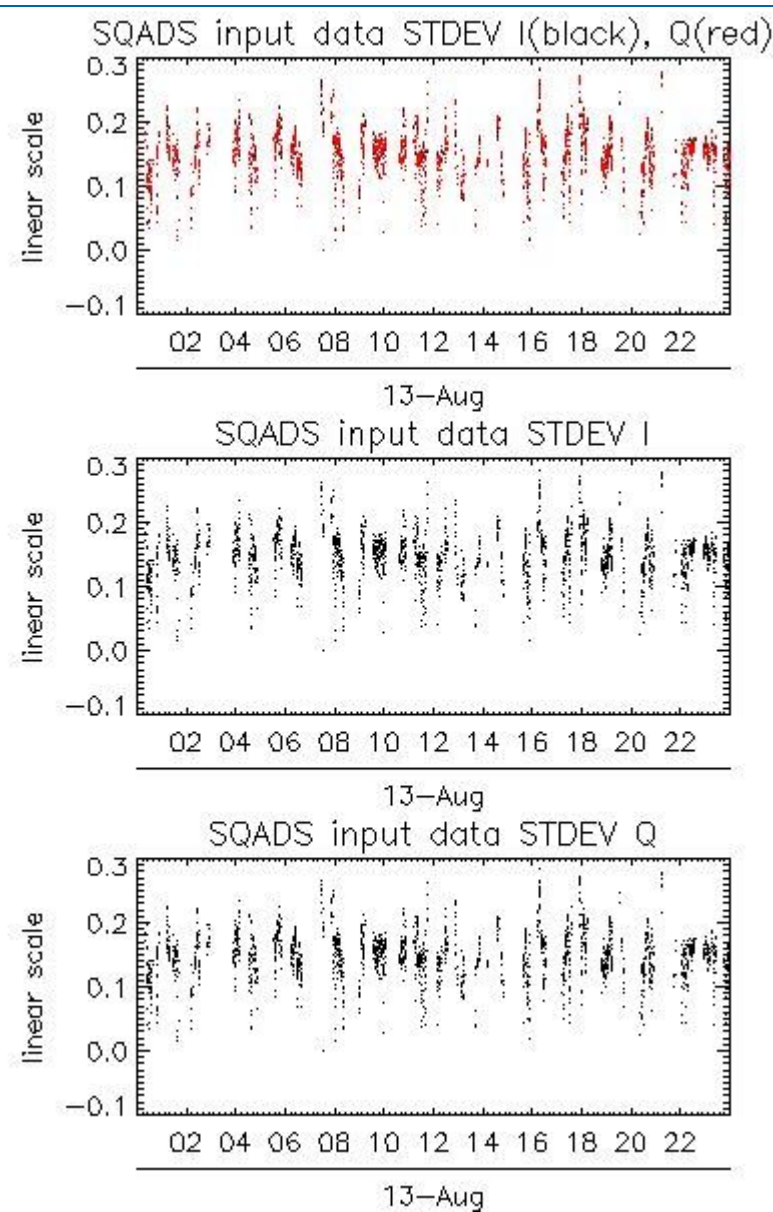 SQADS input data STDEV I(black), Q(red)
0.3
0.2
0.1
0.0
−0.1
linear scale
02 04 06 08 10 12 14 16 18 20 22
13−Aug
SQADS input data STDEV I
0.3
0.2
0.1
0.0
−0.1
linear scale
02 04 06 08 10 12 14 16 18 20 22
13−Aug
SQADS input data STDEV Q
0.3
0.2
0.1
0.0
−0.1
linear scale
02 04 06 08 10 12 14 16 18 20 22
13−Aug